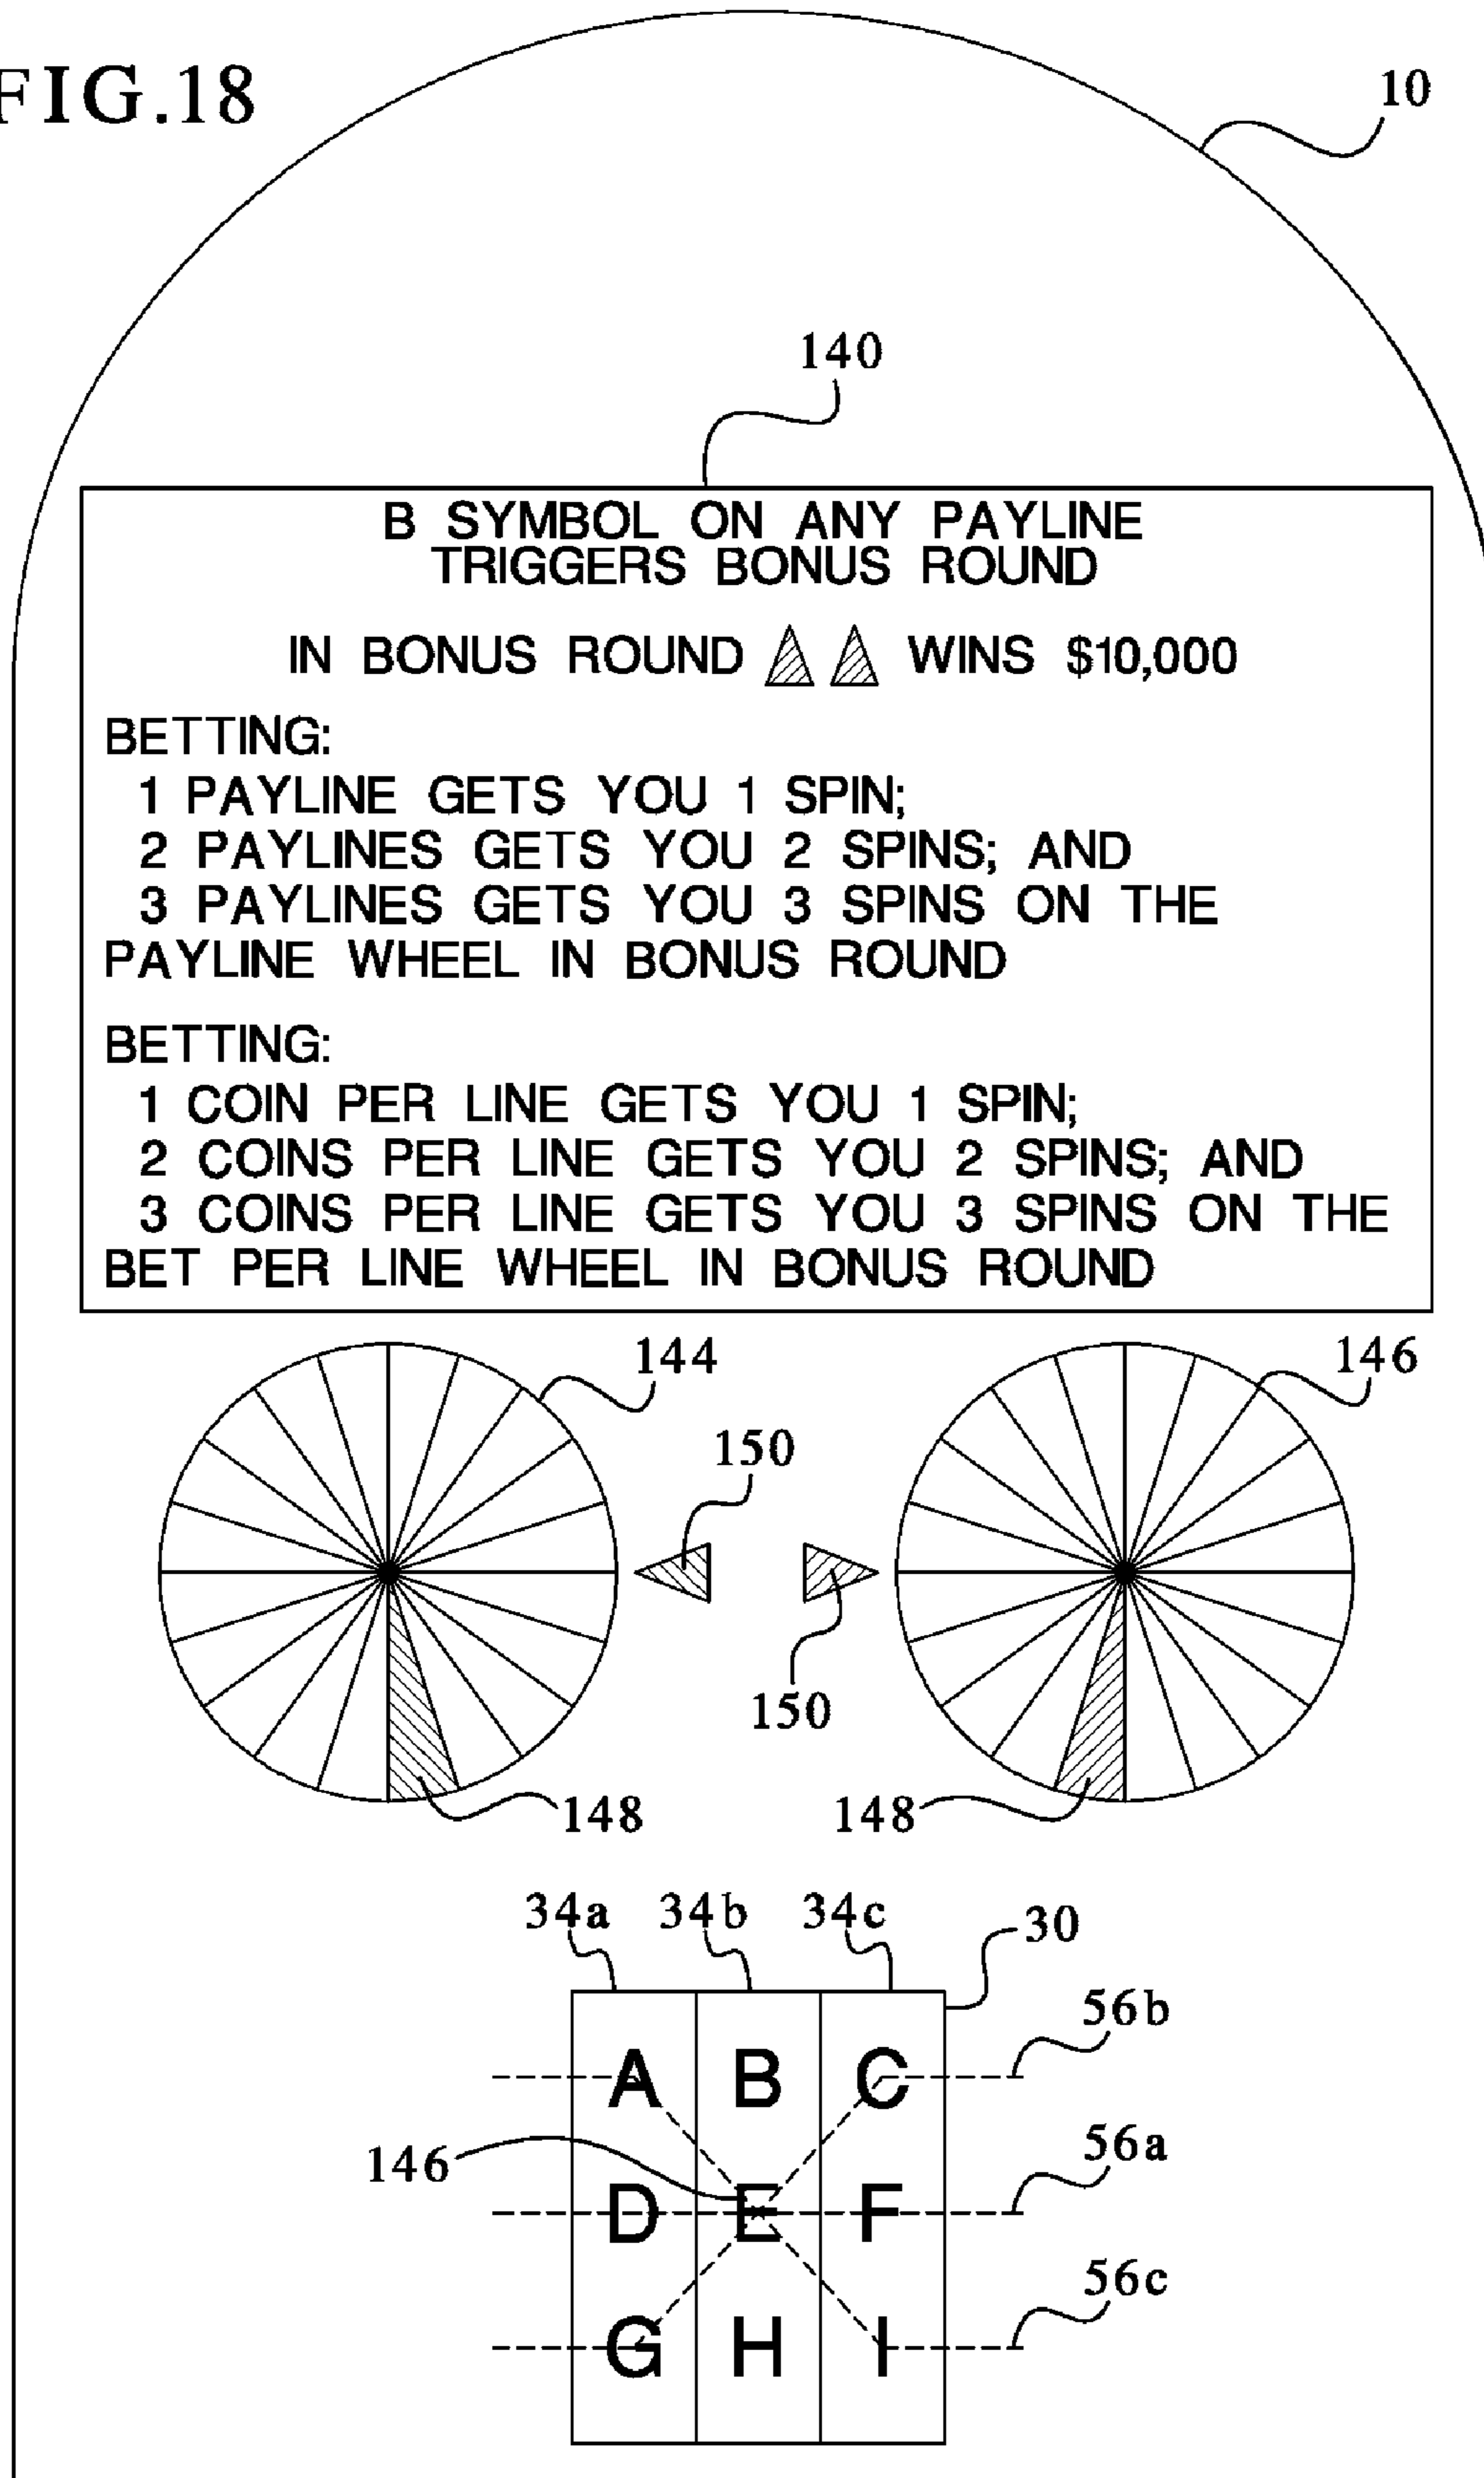 FIG.18
10
140
B SYMBOL ON ANY PAYLINE
TRIGGERS BONUS ROUND
IN BONUS ROUND WINS $10,000
BETTING:
1 PAYLINE GETS YOU 1 SPIN;
2 PAYLINES GETS YOU 2 SPINS; AND
3 PAYLINES GETS YOU 3 SPINS ON THE
PAYLINE WHEEL IN BONUS ROUND
BETTING:
1 COIN PER LINE GETS YOU 1 SPIN;
2 COINS PER LINE GETS YOU 2 SPINS; AND
3 COINS PER LINE GETS YOU 3 SPINS ON THE
BET PER LINE WHEEL IN BONUS ROUND
144 146
150
150
148 148
34a 34b 34c 30
56b
A B C
56a
146
D E F
56c
G H I